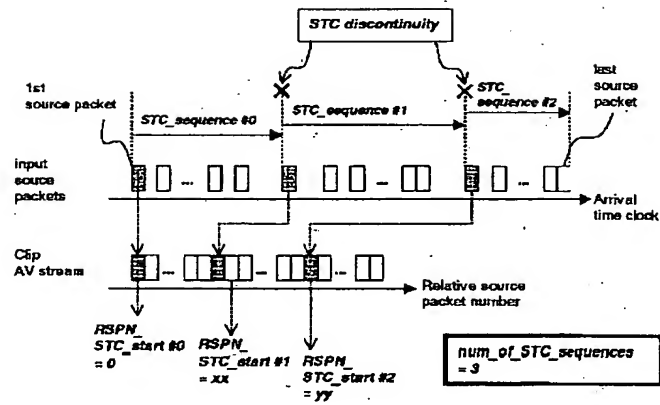 STC discontinuity
1st
source packet
STC_sequence #0
STC_sequence #1
STC_
sequence #2
last
source
packet
input
source
packets
...
...
...
Arrival
time clock
Clip
AV stream
...
...
...
Relative source
packet number
RSPN_
STC_start #0
= 0
RSPN_
STC_start #1
= xx
RSPN_
STC_start #2
= yy
num_of_STC_sequences
= 3